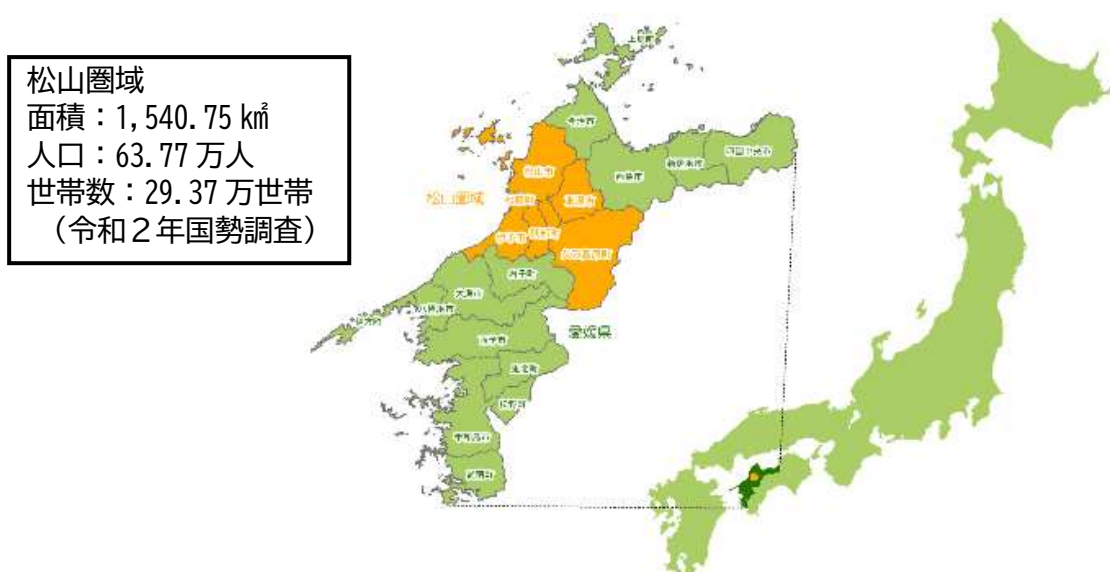 松山圏域
面積：1,540.75 ㎢
人口：63.77 万人
世帯数：29.37 万世帯
（令和２年国勢調査）
上島町
今治市
四国中央市
新居浜市
西条市
松山市
松山圏域
東温市
松前町
砥部町
伊予市
久万高原町
内子町
大洲市
八幡浜市
伊方町
愛媛県
西予市
鬼北町
松野町
宇和島市
愛南町